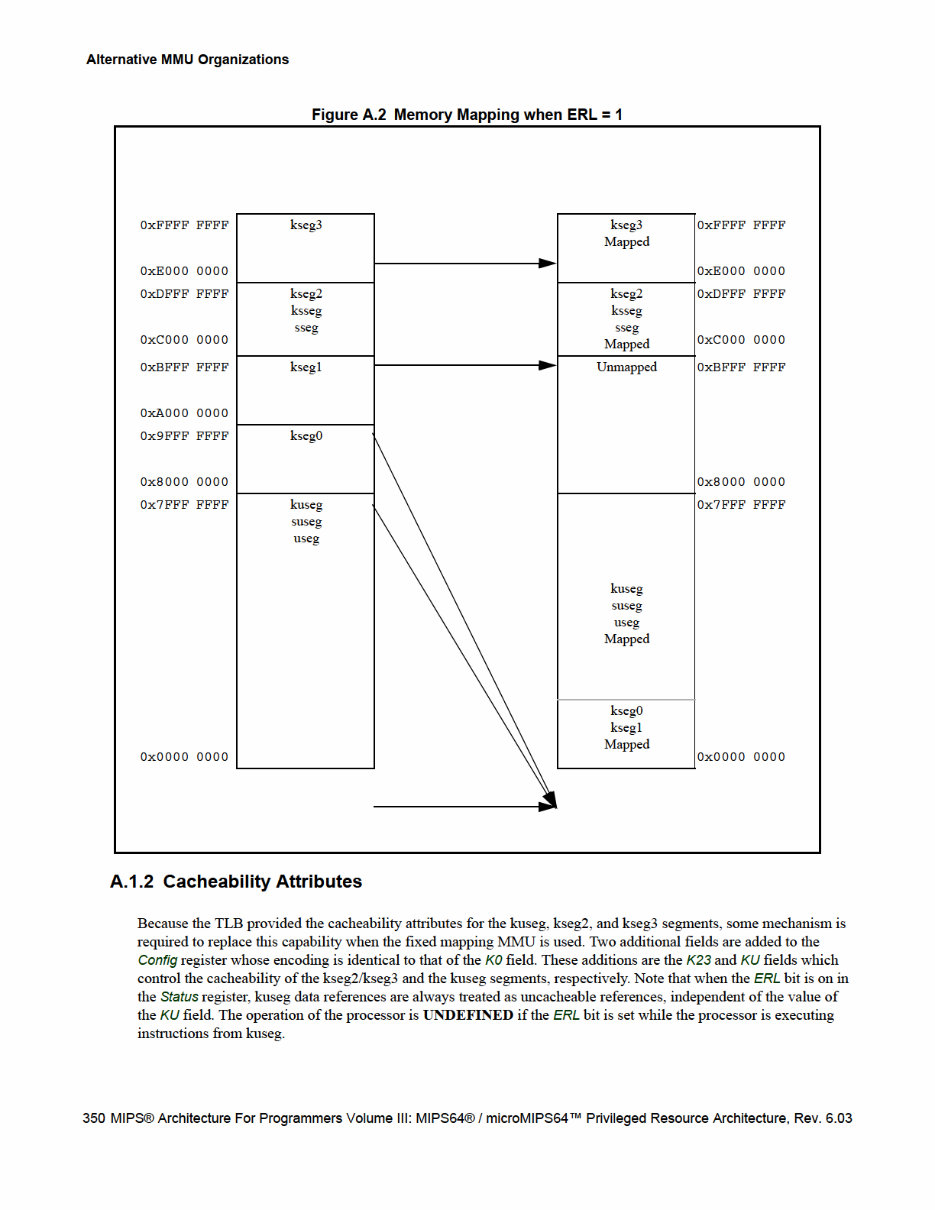 Alternative MMU Organizations
Figure A.2 Memory Mapping when ERL = 1
0xFFFF FFFF kseg3 kseg3 0xFFFF FFFF
Mapped
0xE000 0000 0xE000 0000
0xDFFF FFFF kseg2 kseg2 0xDFFF FFFF
ksseg ksseg
sseg sseg
0xC000 0000 Mapped 0xC000 0000
0xBFFF FFFF kseg1 Unmapped 0xBFFF FFFF
0xA000 0000
0x9FFF FFFF kseg0
0x8000 0000 0x8000 0000
0x7FFF FFFF kuseg 0x7FFF FFFF
suseg
useg
kuseg
suseg
useg
Mapped
kseg0
kseg1
Mapped
0x0000 0000 0x0000 0000
A.1.2 Cacheability Attributes
Because the TLB provided the cacheability attributes for the kuseg, kseg2, and kseg3 segments, some mechanism is
required to replace this capability when the fixed mapping MMU is used. Two additional fields are added to the
Config register whose encoding is identical to that of the K0 field. These additions are the K23 and KU fields which
control the cacheability of the kseg2/kseg3 and the kuseg segments, respectively. Note that when the ERL bit is on in
the Status register, kuseg data references are always treated as uncacheable references, independent of the value of
the KU field. The operation of the processor is UNDEFINED if the ERL bit is set while the processor is executing
instructions from kuseg.
350 MIPS® Architecture For Programmers Volume III: MIPS64® / microMIPS64™ Privileged Resource Architecture, Rev. 6.03